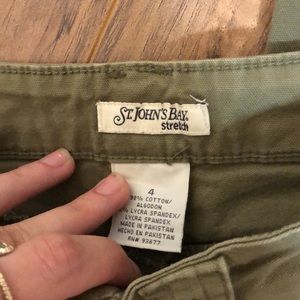 ST. JOHN'S BAY.
stretch
4
98% COTTON/
ALGODON
2% LYCRA SPANDEX/
LYCRA SPANDEX
MADE IN PAKISTAN
HECHO EN PAKISTAN
RN# 93677